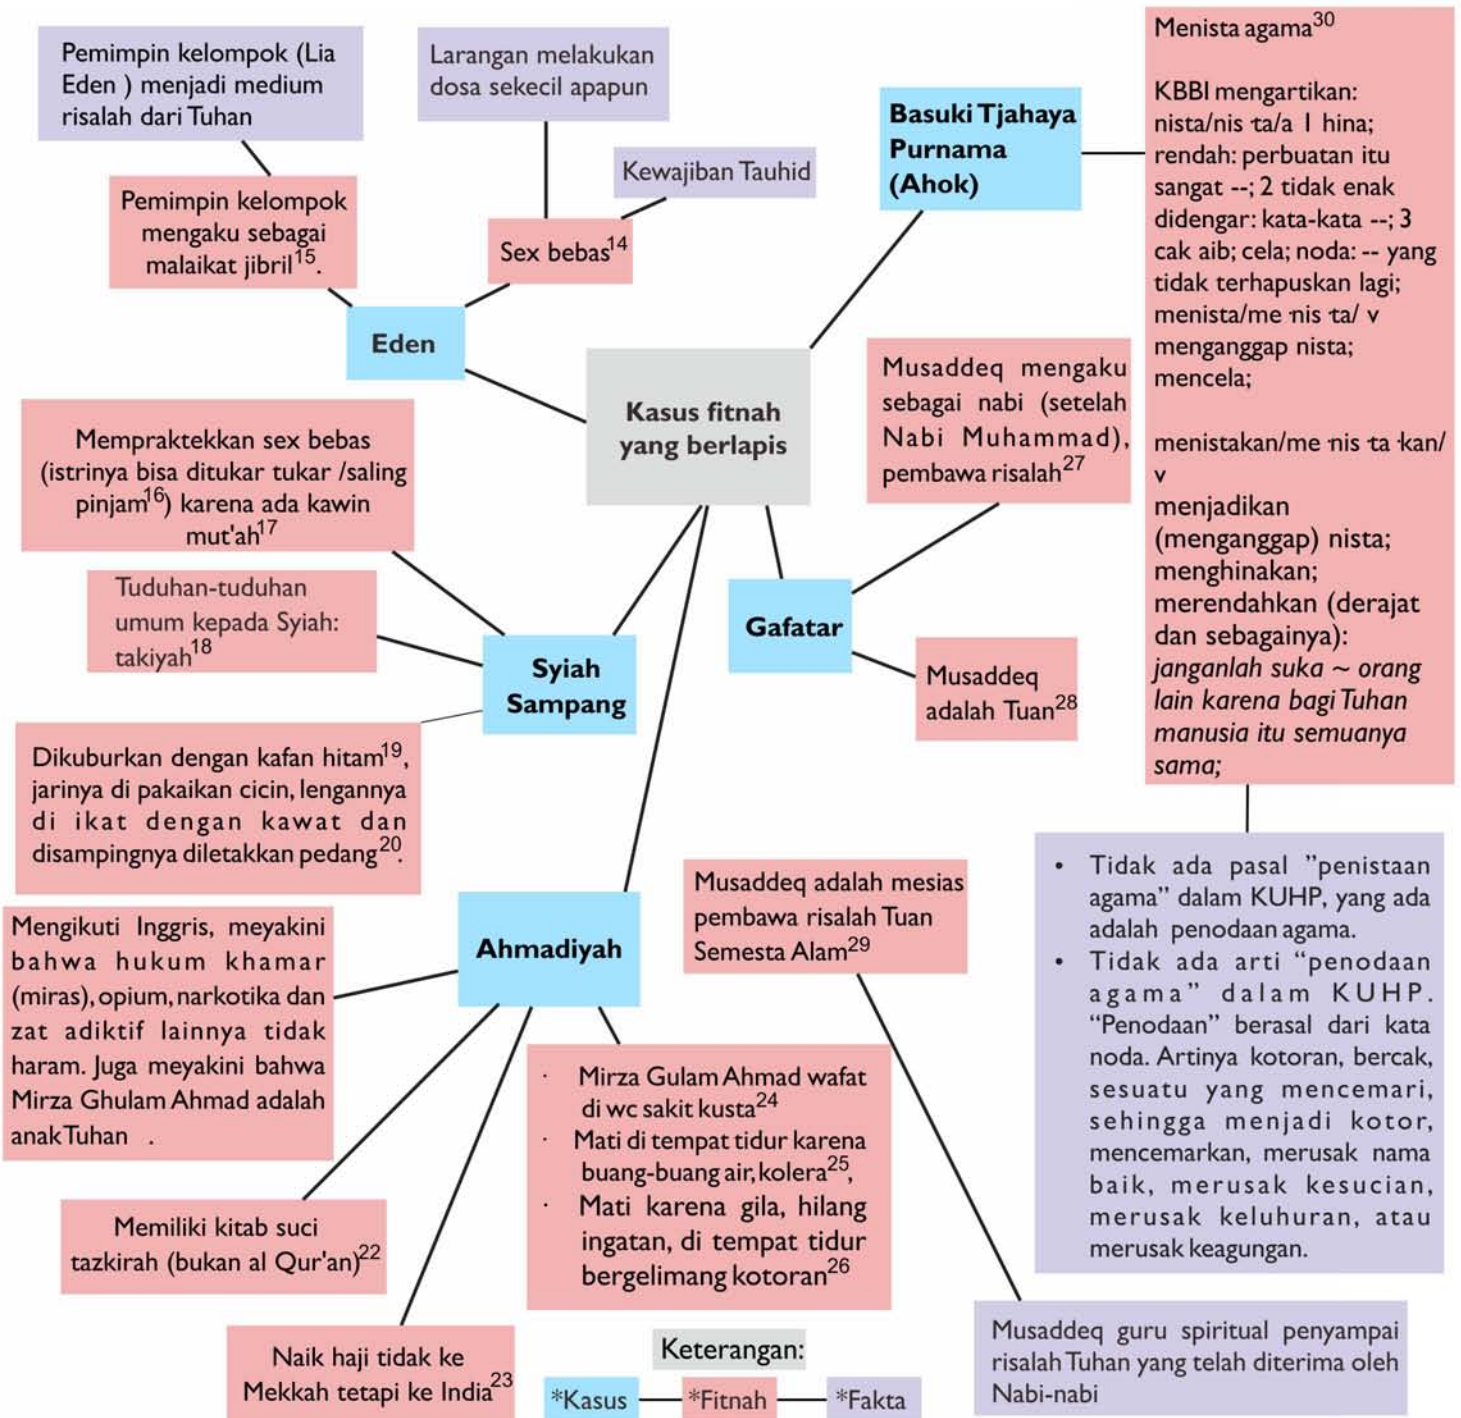 Pemimpin kelompok (Lia
Eden ) menjadi medium
risalah dari Tuhan
Larangan melakukan
dosa sekecil apapun
Kewajiban Tauhid
Pemimpin kelompok
mengaku sebagai
malaikat jibril15.
Sex bebas14
Eden
Basuki Tjahaya
Purnama
(Ahok)
Menista agama30
KBBI mengartikan:
nista/nis ·ta/a 1 hina;
rendah: perbuatan itu
sangat --; 2 tidak enak
didengar: kata-kata --; 3
cak aib; cela; noda: -- yang
tidak terhapuskan lagi;
menista/me ·nis ·ta/ v
menganggap nista;
mencela;
menistakan/me ·nis ·ta ·kan/
v
menjadikan
(menganggap) nista;
menghinakan;
merendahkan (derajat
dan sebagainya):
janganlah suka ~ orang
lain karena bagi Tuhan
manusia itu semuanya
sama;
Kasus fitnah
yang berlapis
Musaddeq mengaku
sebagai nabi (setelah
Nabi Muhammad),
pembawa risalah27
Mempraktekkan sex bebas
(istrinya bisa ditukar tukar /saling
pinjam16) karena ada kawin
mut'ah17
Tuduhan-tuduhan
umum kepada Syiah:
takiyah18
Syiah
Sampang
Gafatar
Musaddeq
adalah Tuan28
Dikuburkan dengan kafan hitam19,
jarinya di pakaikan cicin, lengannya
di ikat dengan kawat dan
disampingnya diletakkan pedang20.
Musaddeq adalah mesias
pembawa risalah Tuan
Semesta Alam29
• Tidak ada pasal ”penistaan
agama” dalam KUHP, yang ada
adalah penodaan agama.
• Tidak ada arti “penodaan
agama” dalam KUHP.
“Penodaan” berasal dari kata
noda. Artinya kotoran, bercak,
sesuatu yang mencemari,
sehingga menjadi kotor,
mencemarkan, merusak nama
baik, merusak kesucian,
merusak keluhuran, atau
merusak keagungan.
Ahmadiyah
Mengikuti Inggris, meyakini
bahwa hukum khamar
(miras), opium, narkotika dan
zat adiktif lainnya tidak
haram. Juga meyakini bahwa
Mirza Ghulam Ahmad adalah
anak Tuhan .
· Mirza Gulam Ahmad wafat
di wc sakit kusta24
· Mati di tempat tidur karena
buang-buang air, kolera25,
· Mati karena gila, hilang
ingatan, di tempat tidur
bergelimang kotoran26
Memiliki kitab suci
tazkirah (bukan al Qur'an)22
Naik haji tidak ke
Mekkah tetapi ke India23
Musaddeq guru spiritual penyampai
risalah Tuhan yang telah diterima oleh
Nabi-nabi
Keterangan:
*Kasus *Fitnah *Fakta